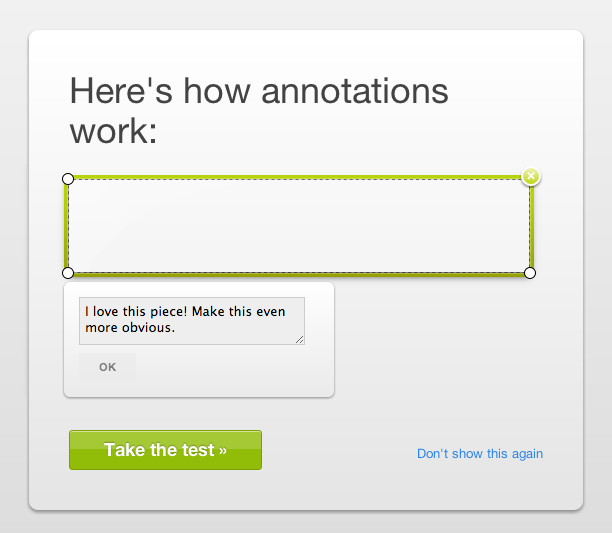 Here's how annotations
work:
I love this piece! Make this even
more obvious.
OK
Take the test »
Don't show this again